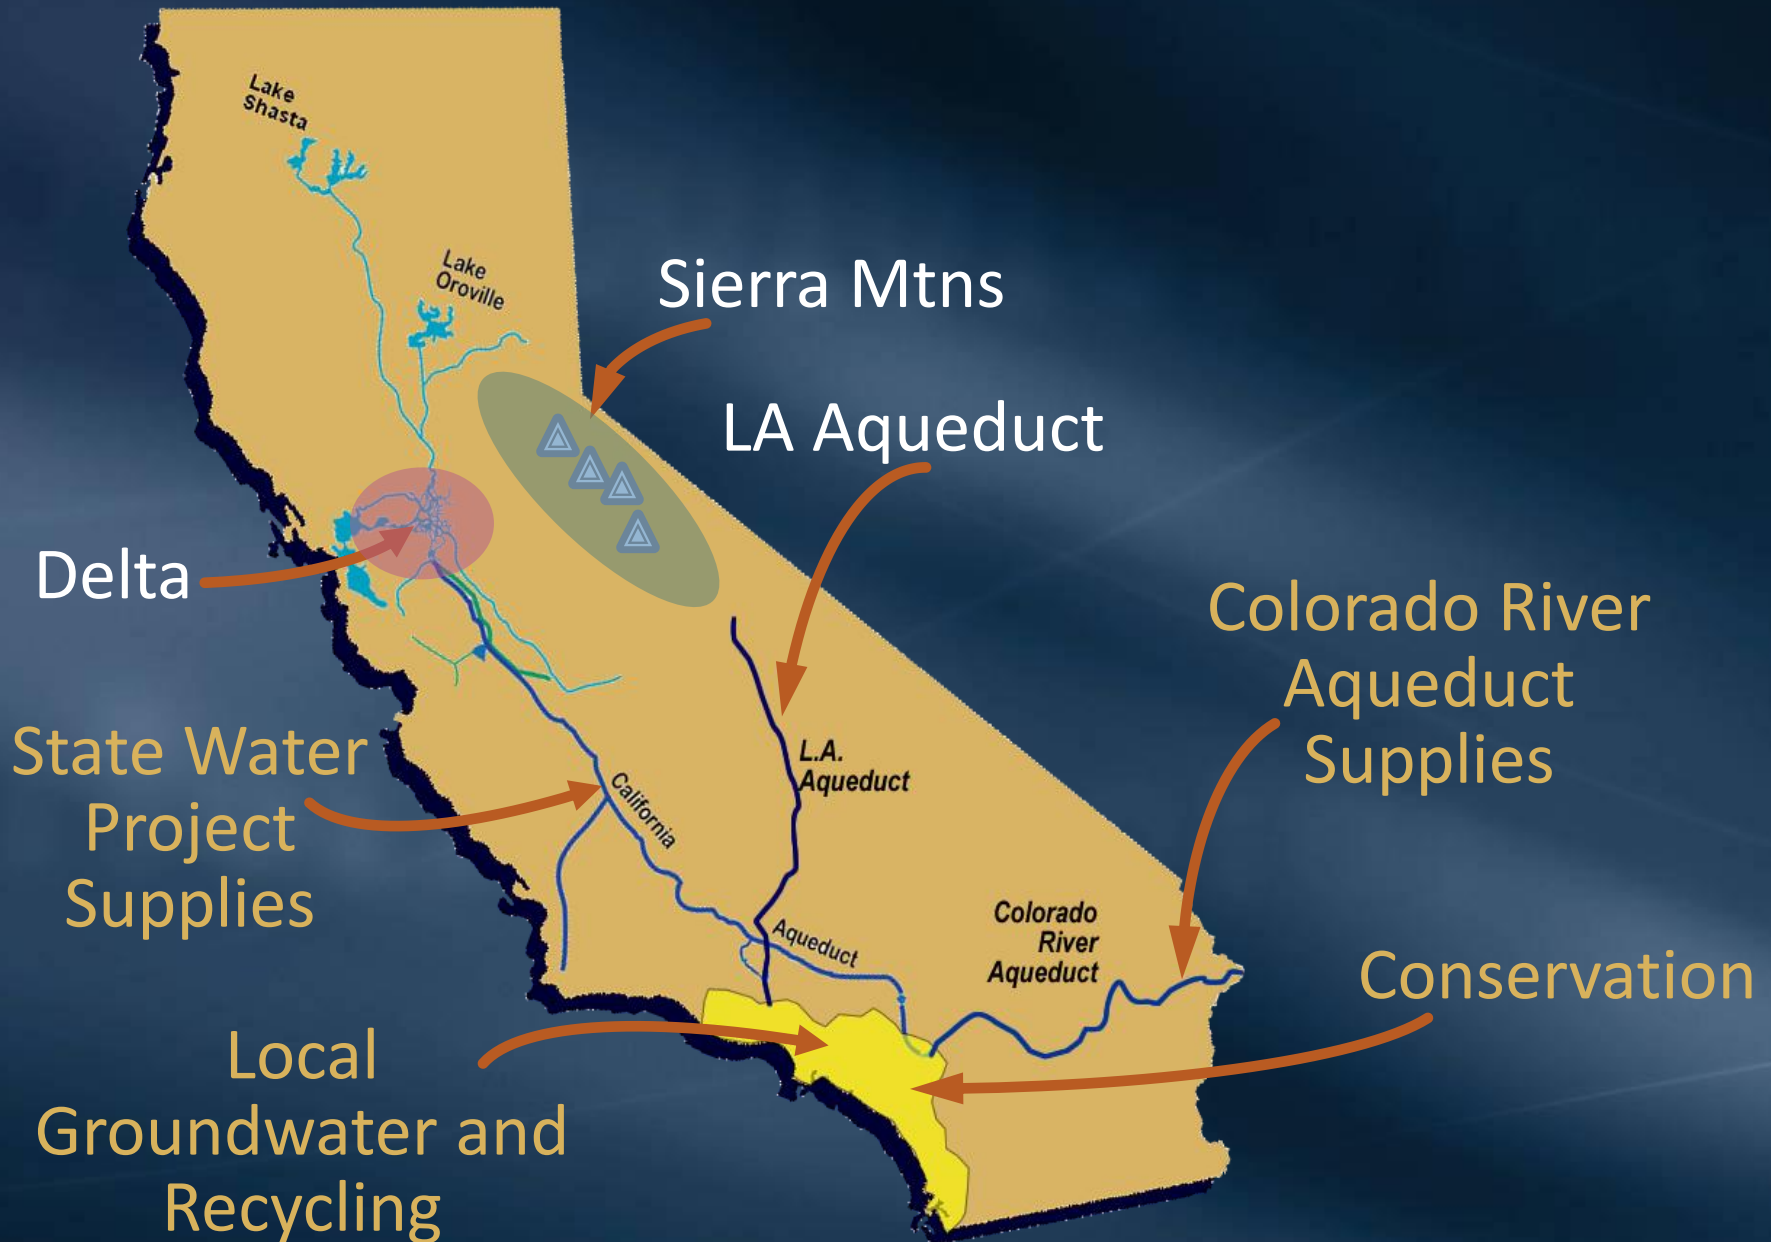 Lake
Shasta
Lake
Oroville
Sierra Mtns
LA Aqueduct
Delta
Colorado River
Aqueduct
Supplies
State Water
Project
Supplies
L.A.
Aqueduct
California
Aqueduct
Colorado
River
Aqueduct
Conservation
Local
Groundwater and
Recycling